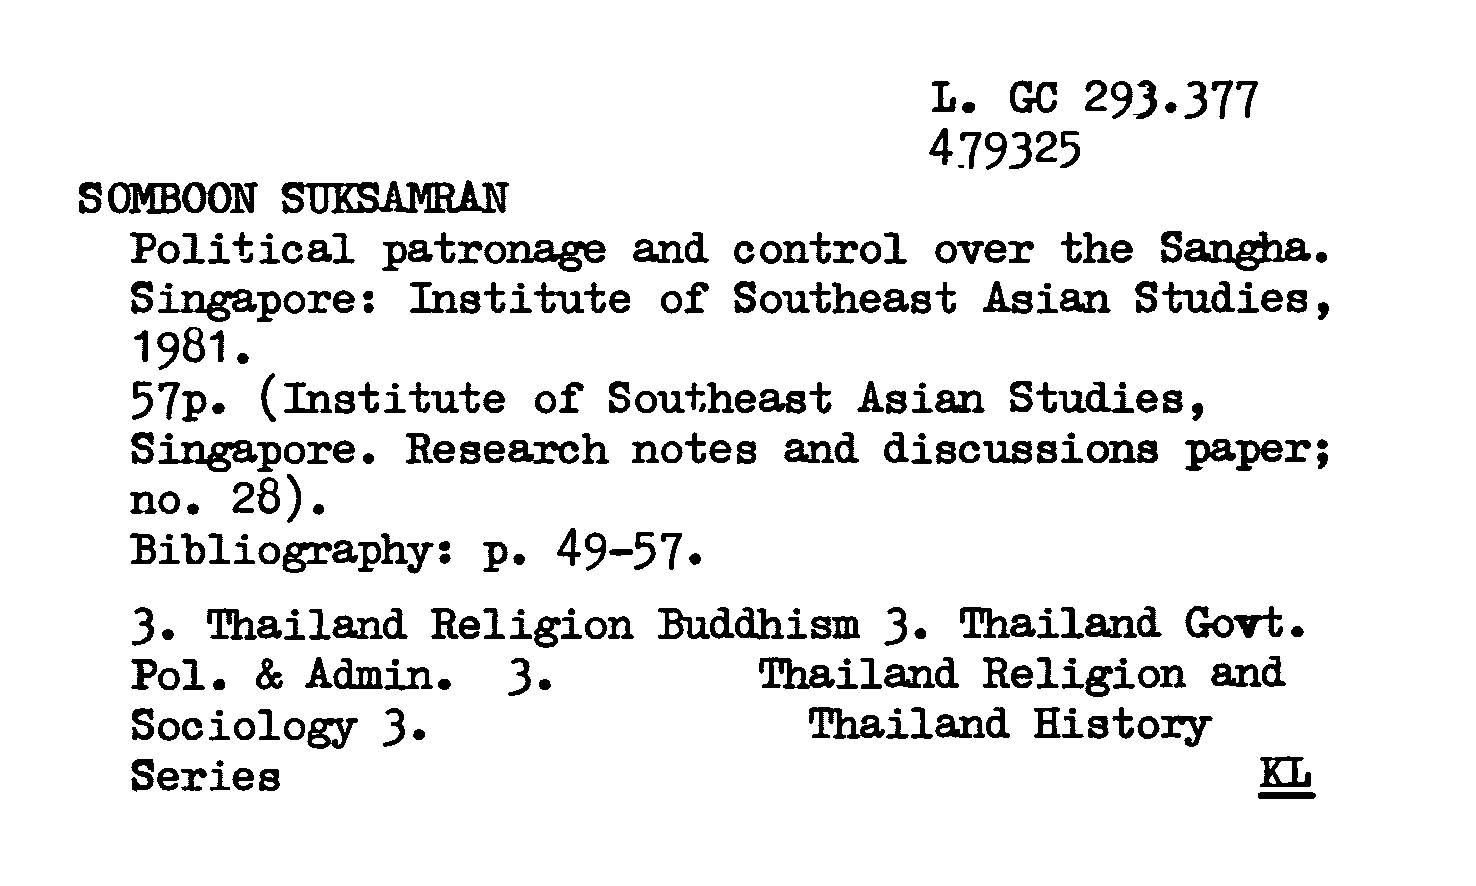 L. GC 293.377
479325
SOMBOON SUKSAMRAN
Political patronage and control over the Sangha.
Singapore: Institute of Southeast Asian Studies,
1981.
57p. (Institute of Southeast Asian Studies,
Singapore. Research notes and discussions paper;
no. 28).
Bibliography: p. 49-57.
3. Thailand Religion Buddhism 3. Thailand Govt.
Pol. & Admin. 3. Thailand Religion and
Sociology 3. Thailand History
Series KL